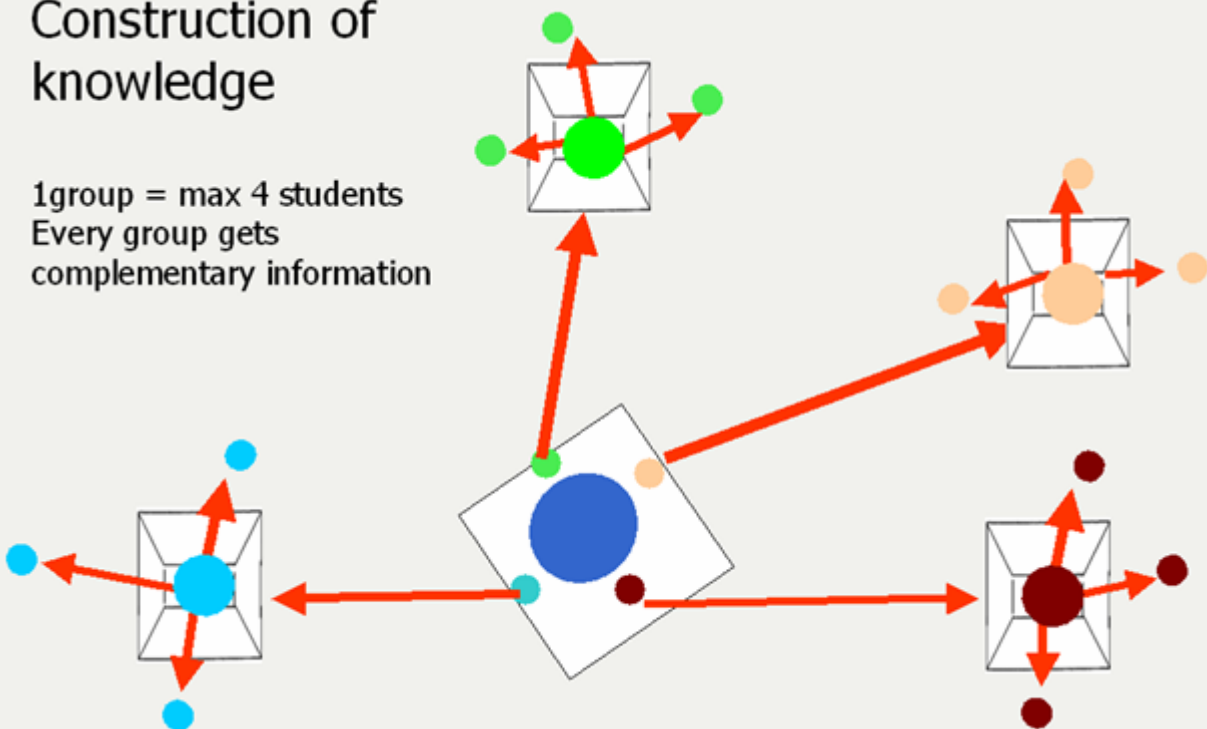 Construction of
knowledge
1group = max 4 students
Every group gets
complementary information